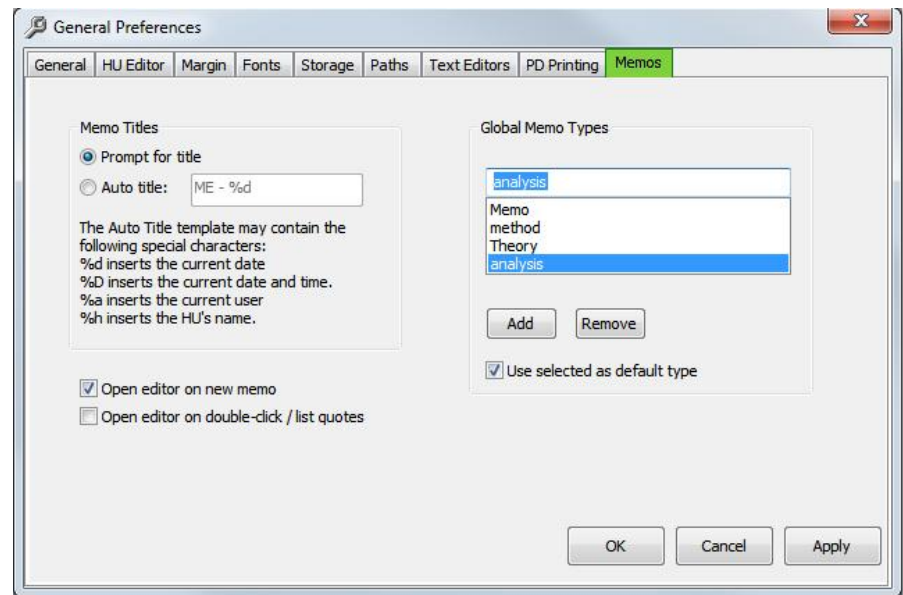 General Preferences
General
HU Editor
Margin
Fonts
Storage
Paths
Text Editors
PD Printing
Memos
Memo Titles
Prompt for title
Auto title:
ME - %d
The Auto Title template may contain the
following special characters:
%d inserts the current date
%D inserts the current date and time.
%a inserts the current user
%h inserts the HU's name.
Open editor on new memo
Open editor on double-click / list quotes
Global Memo Types
analysis
Memo
method
Theory
analysis
Add
Remove
Use selected as default type
OK
Cancel
Apply